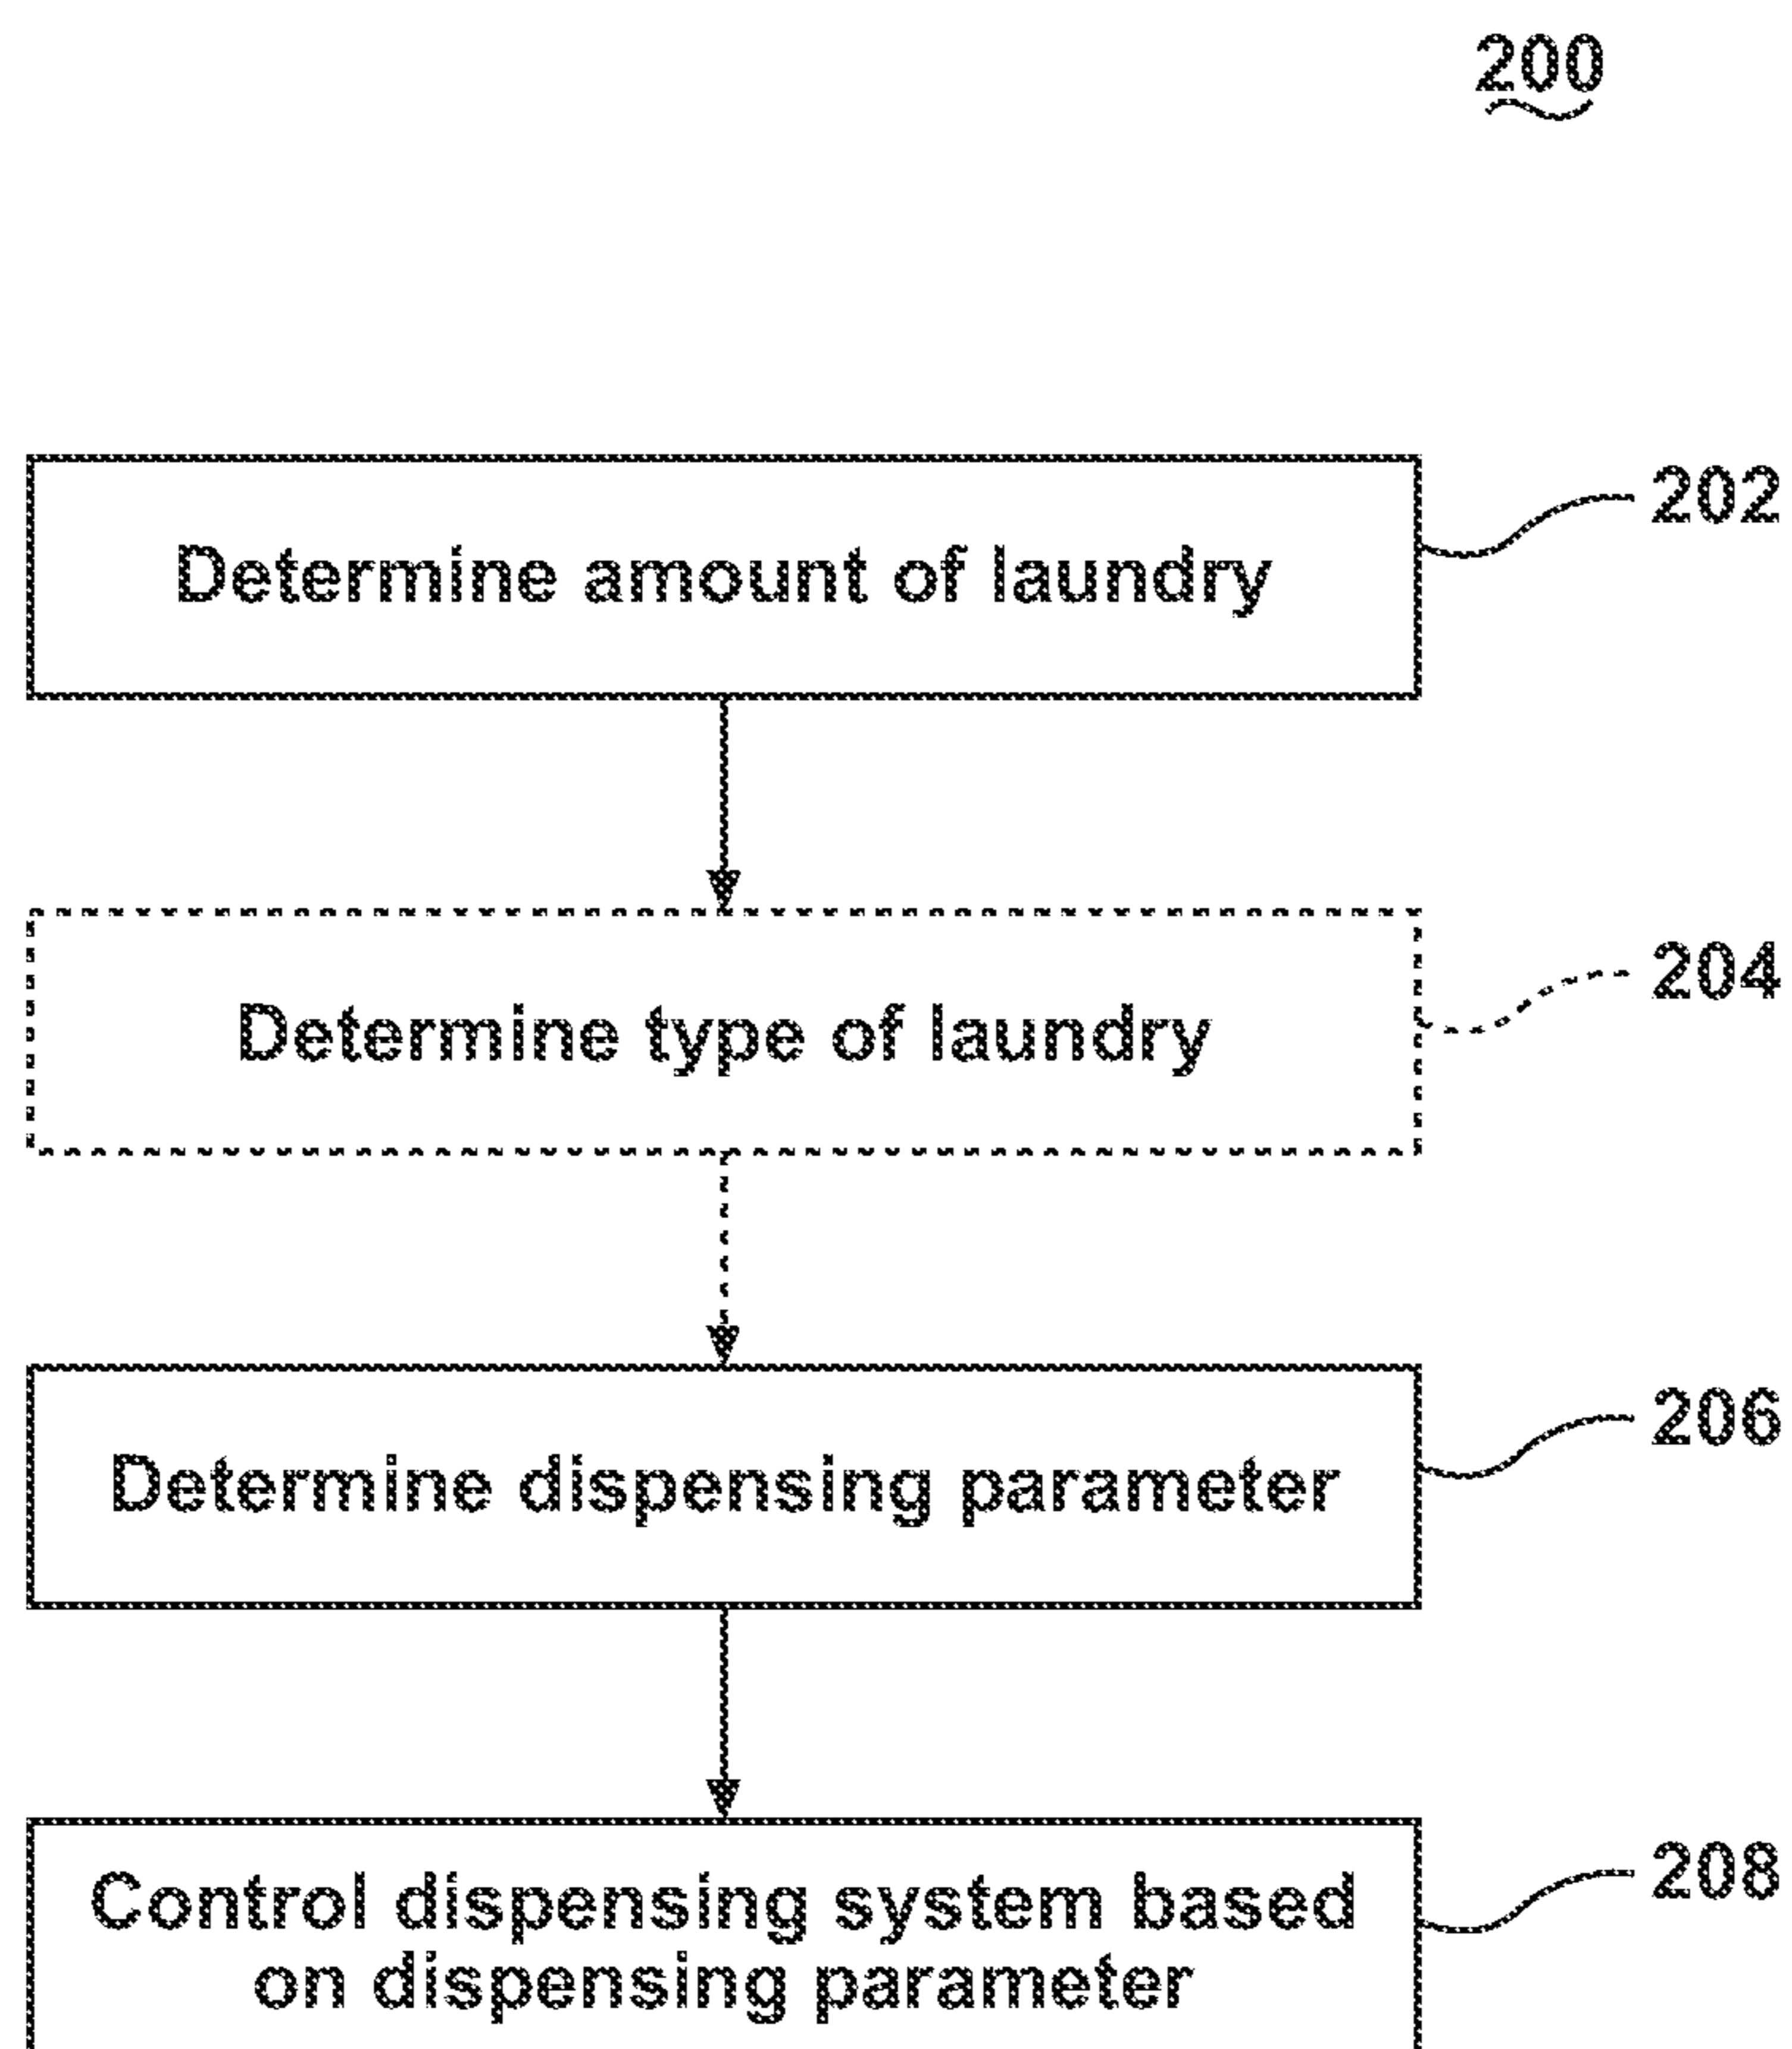 200
Determine amount of laundry
202
Determine type of laundry
204
Determine dispensing parameter
206
Control dispensing system based
on dispensing parameter
208